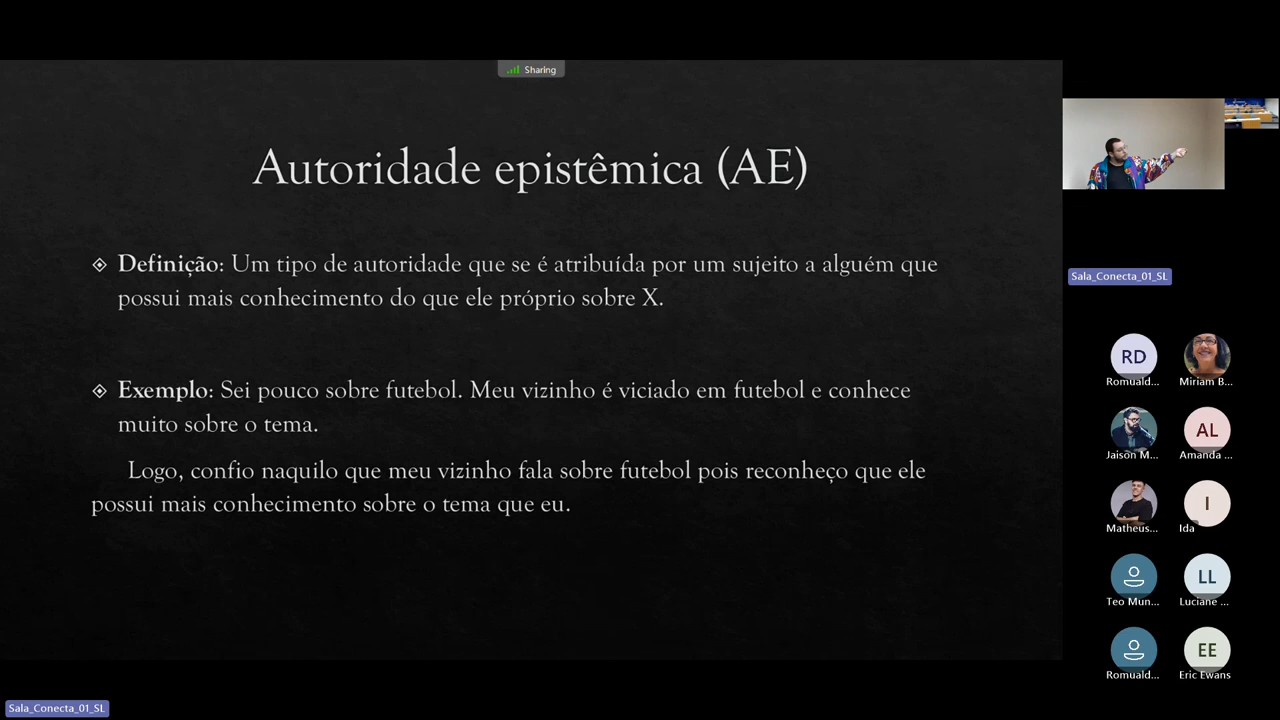 Sharing
Autoridade epistêmica (AE)
Definição: Um tipo de autoridade que se é atribuída por um sujeito a alguém que
possui mais conhecimento do que ele próprio sobre X.
Exemplo: Sei pouco sobre futebol. Meu vizinho é viciado em futebol e conhece
muito sobre o tema.
Logo, confio naquilo que meu vizinho fala sobre futebol pois reconheço que ele
possui mais conhecimento sobre o tema que eu.
Sala_Conecta_01_SL
RD
Romuald...
Miriam B...
Jaison M...
AL
Amanda ...
Matheus...
I
Ida
Teo Mun...
LL
Luciane ...
Romuald...
EE
Eric Ewans
Sala_Conecta_01_SL